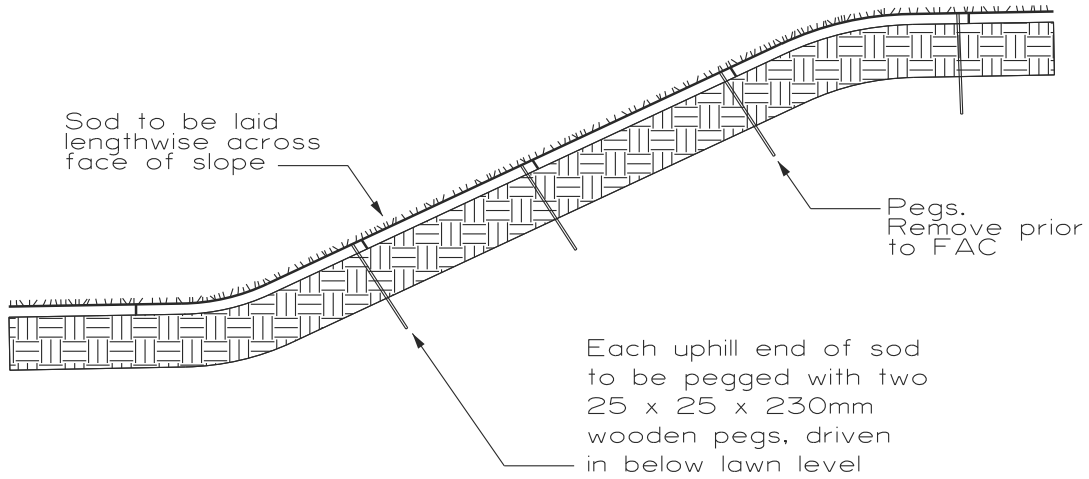 Sod to be laid
lengthwise across
face of slope
Pegs.
Remove prior
to FAC
Each uphill end of sod
to be pegged with two
25 x 25 x 230mm
wooden pegs, driven
in below lawn level